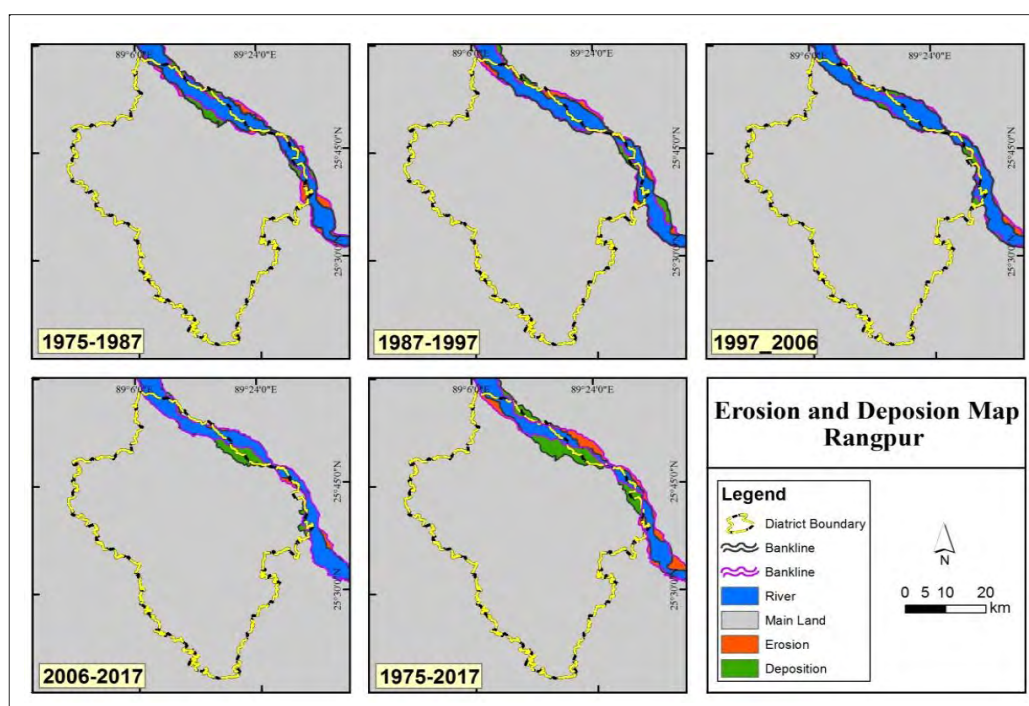 89°6'0"E 89°24'0"E
25°45'0"N
25°30'0"N
1975-1987
89°6'0"E 89°24'0"E
25°45'0"N
25°30'0"N
1987-1997
89°6'0"E 89°24'0"E
25°45'0"N
25°30'0"N
1997_2006
89°6'0"E 89°24'0"E
25°45'0"N
25°30'0"N
2006-2017
89°6'0"E 89°24'0"E
25°45'0"N
25°30'0"N
1975-2017
Erosion and Deposion Map
Rangpur
Legend
Diatrict Boundary
Bankline
Bankline
River
Main Land
Erosion
Deposition
N
0 5 10 20
km